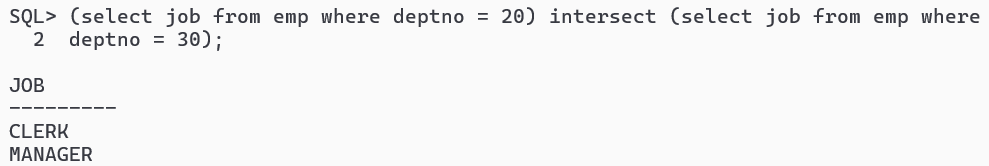 SQL> (select job from emp where deptno = 20) intersect (select job from emp where
  2  deptno = 30);

JOB
---------
CLERK
MANAGER